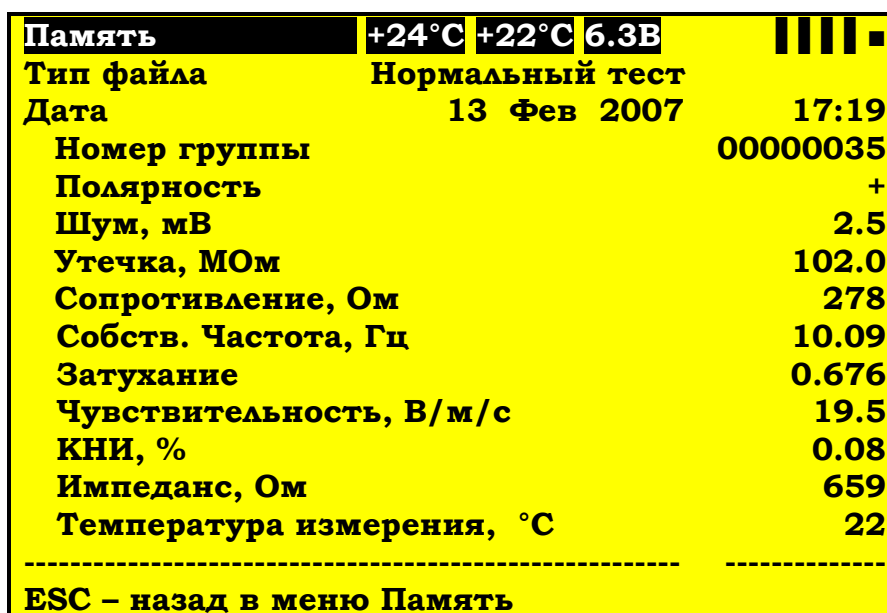 Память +24°C +22°C 6.3В
Тип файла Нормальный тест
Дата 13 Фев 2007 17:19
Номер группы 00000035
Полярность +
Шум, мВ 2.5
Утечка, МОм 102.0
Сопротивление, Ом 278
Собств. Частота, Гц 10.09
Затухание 0.676
Чувствительность, В/м/с 19.5
КНИ, % 0.08
Импеданс, Ом 659
Температура измерения, °C 22
ESC – назад в меню Память